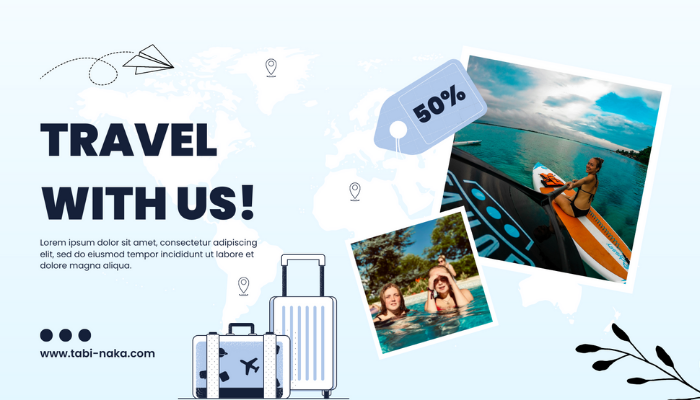 TRAVEL
WITH US!
50%
Lorem ipsum dolor sit amet, consectetur adipiscing
elit, sed do eiusmod tempor incididunt ut labore et
dolore magna aliqua.
www.tabi-naka.com